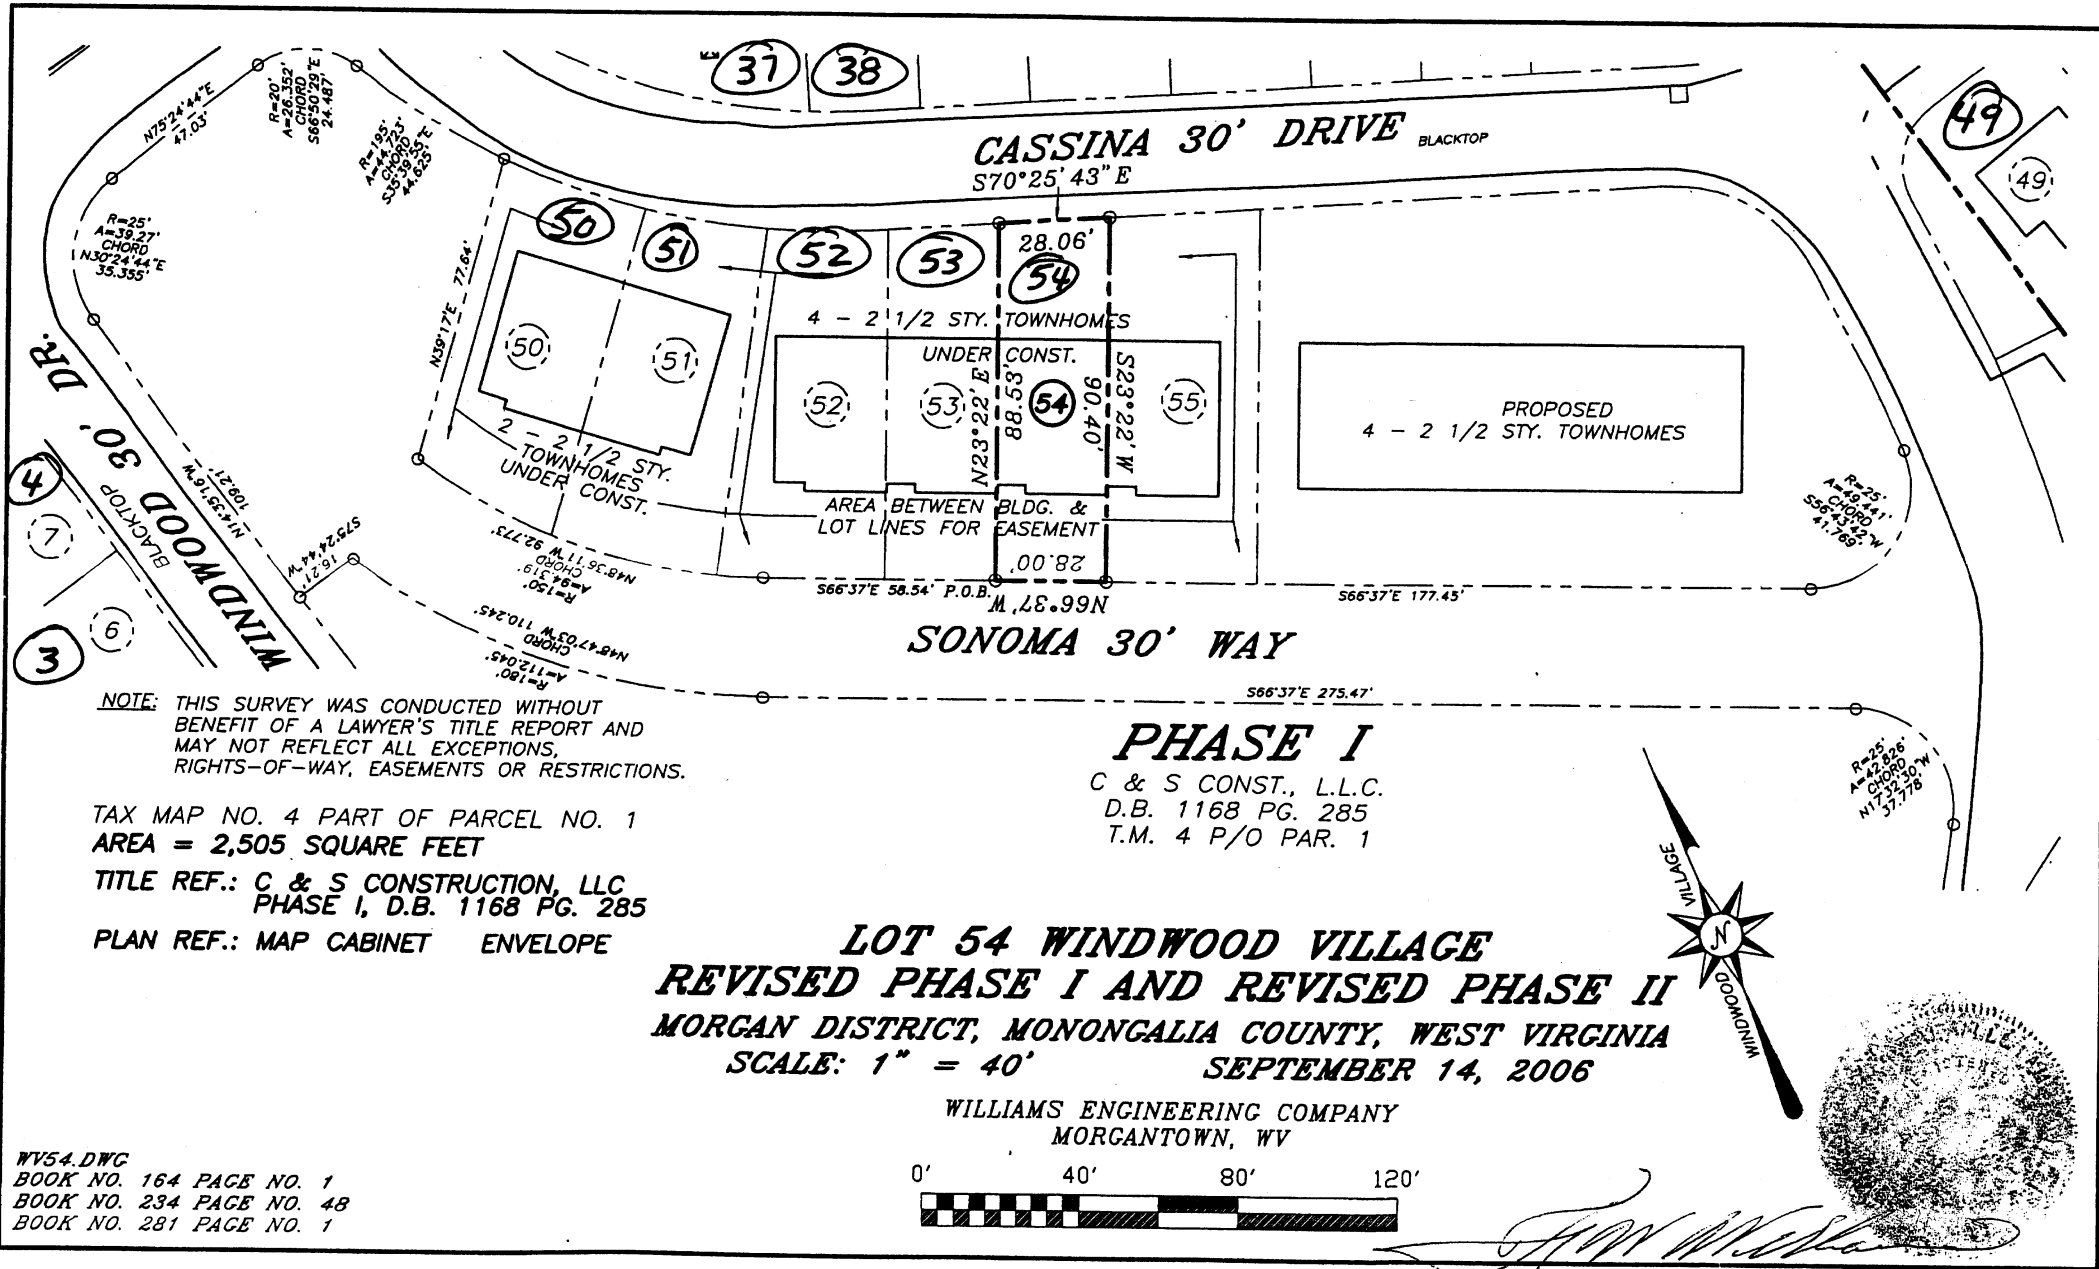 37
38
49
49
CASSINA 30' DRIVE
BLACKTOP
S70°25'43"E
N75°24'44"E
47.03'
R=20'
A=26.352'
CHORD
S66°50'29"E
24.487'
R=195'
A=44.723'
CHORD
S35°39'55"E
44.625'
R=25'
A=39.27'
CHORD
N30°24'44"E
35.355'
N39°17'E 77.64'
50
51
52
53
54
28.06'
4 - 2 1/2 STY. TOWNHOMES
UNDER CONST.
50
51
52
53
54
55
N23°22'E
88.53'
90.40'
S23°22'W
2 - 2 1/2 STY.
TOWNHOMES
UNDER CONST.
AREA BETWEEN BLDG. &
LOT LINES FOR EASEMENT
28.00'
PROPOSED
4 - 2 1/2 STY. TOWNHOMES
R=25'
A=49.441'
CHORD
S56°43'42"W
41.769'
WINDWOOD 30' DR.
BLACKTOP
N14°35'16"W
109.21'
S75°24'44"W
16.21'
4
7
3
6
N48°36'11"W 92.773'
CHORD
A=94.319'
R=150'
N48°47'03"W 110.245'
CHORD
A=112.045'
R=180'
S66°37'E 58.54' P.O.B.
N66°37'W
S66°37'E 177.45'
SONOMA 30' WAY
S66°37'E 275.47'
R=25'
A=42.826'
CHORD
N17°32'30"W
37.778'
NOTE: THIS SURVEY WAS CONDUCTED WITHOUT
BENEFIT OF A LAWYER'S TITLE REPORT AND
MAY NOT REFLECT ALL EXCEPTIONS,
RIGHTS-OF-WAY, EASEMENTS OR RESTRICTIONS.
PHASE I
C & S CONST., L.L.C.
D.B. 1168 PG. 285
T.M. 4 P/O PAR. 1
TAX MAP NO. 4 PART OF PARCEL NO. 1
AREA = 2,505 SQUARE FEET
TITLE REF.: C & S CONSTRUCTION, LLC
PHASE I, D.B. 1168 PG. 285
PLAN REF.: MAP CABINET ENVELOPE
WINDWOOD N VILLAGE
LOT 54 WINDWOOD VILLAGE
REVISED PHASE I AND REVISED PHASE II
MORGAN DISTRICT, MONONGALIA COUNTY, WEST VIRGINIA
SCALE: 1" = 40' SEPTEMBER 14, 2006
WILLIAMS ENGINEERING COMPANY
MORGANTOWN, WV
0' 40' 80' 120'
WV54.DWG
BOOK NO. 164 PAGE NO. 1
BOOK NO. 234 PAGE NO. 48
BOOK NO. 281 PAGE NO. 1